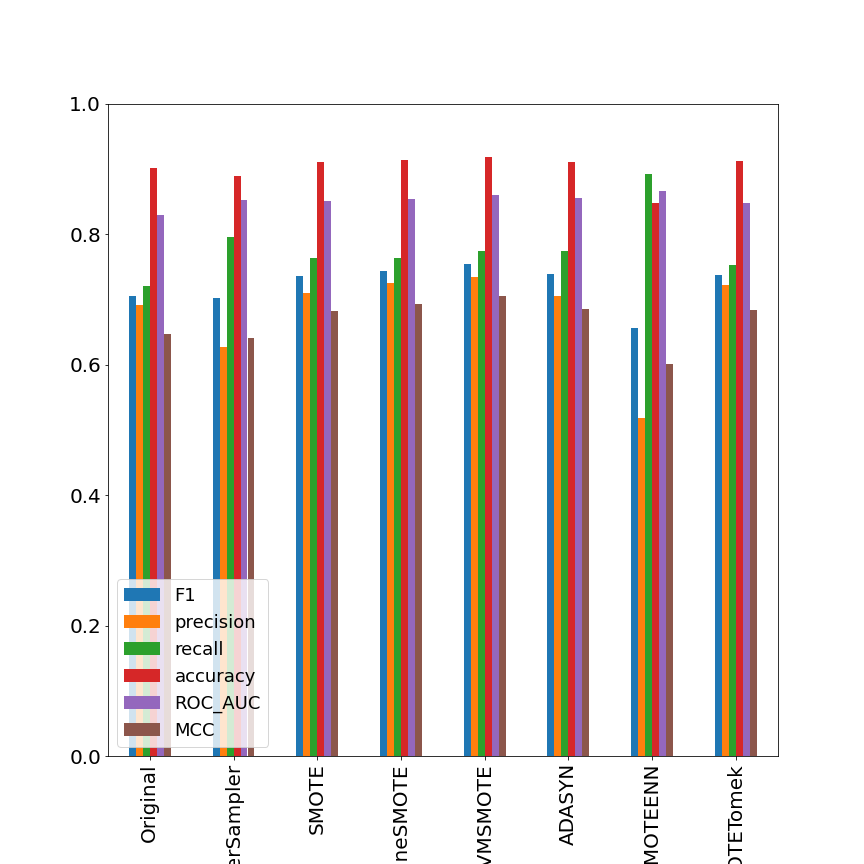 1.0
0.8
0.6
0.4
0.2
0.0
F1
precision
recall
accuracy
ROC_AUC
MCC
Original
erSampler
SMOTE
neSMOTE
VMSMOTE
ADASYN
MOTEENN
OTETomek